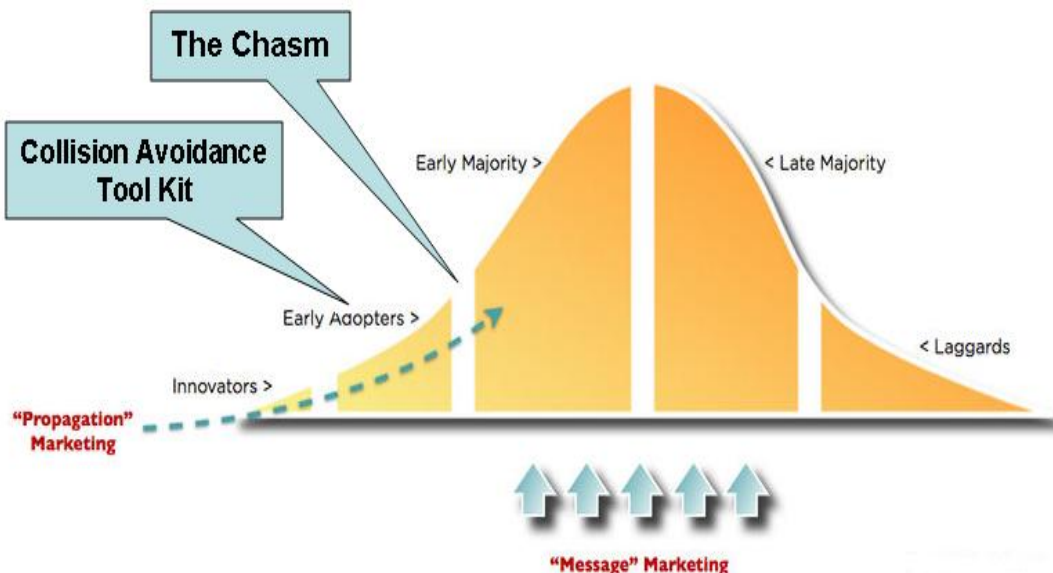 The Chasm
Collision Avoidance
Tool Kit
Early Majority >
< Late Majority
Early Adopters >
< Laggards
Innovators >
“Propagation”
Marketing
“Message” Marketing